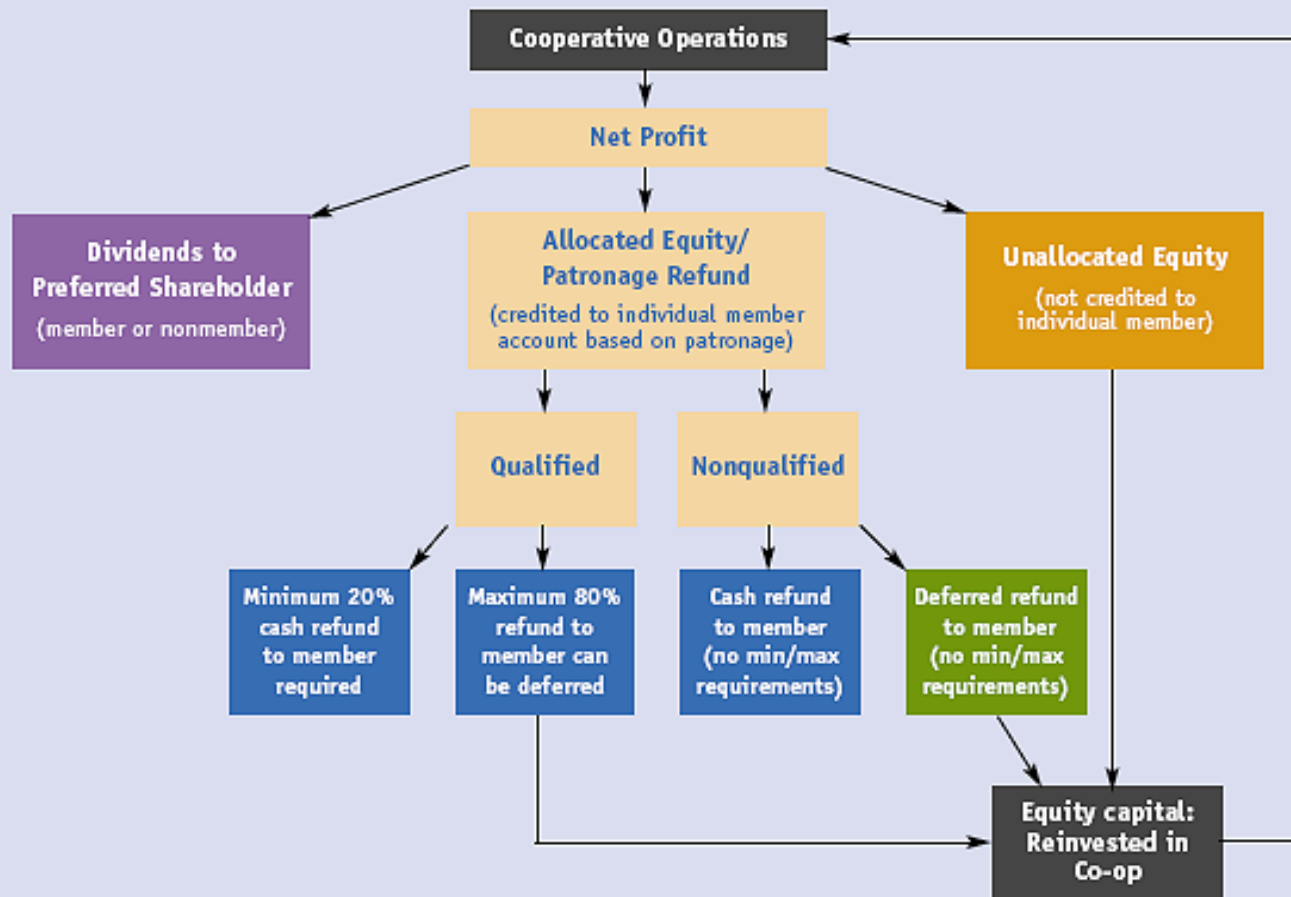 Cooperative Operations
Net Profit
Dividends to
Preferred Shareholder
(member or nonmember)
Allocated Equity/
Patronage Refund
(credited to individual member
account based on patronage)
Unallocated Equity
(not credited to
individual member)
Qualified
Nonqualified
Minimum 20%
cash refund
to member
required
Maximum 80%
refund to
member can
be deferred
Cash refund
to member
(no min/max
requirements)
Deferred refund
to member
(no min/max
requirements)
Equity capital:
Reinvested in
Co-op